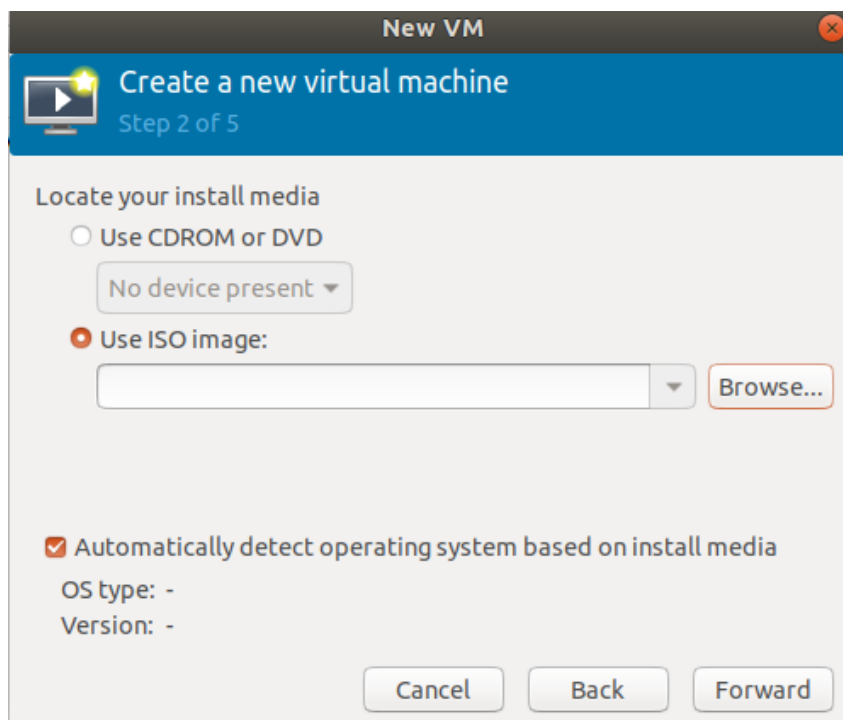 New VM
Create a new virtual machine
Step 2 of 5
Locate your install media
Use CDROM or DVD
No device present
Use ISO image:
Browse...
Automatically detect operating system based on install media
OS type: -
Version: -
Cancel Back Forward